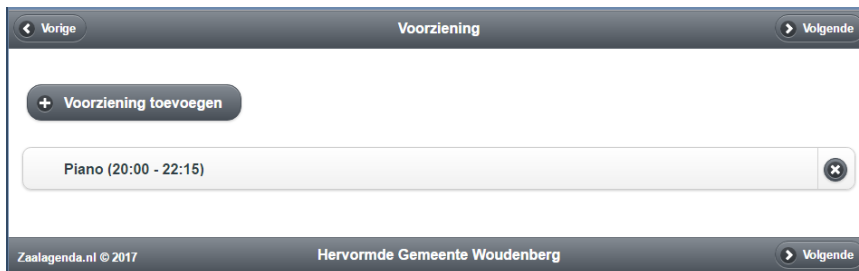 Vorige
Voorziening
Volgende
Voorziening toevoegen
Piano (20:00 - 22:15)
Zaalagenda.nl © 2017
Hervormde Gemeente Woudenberg
Volgende